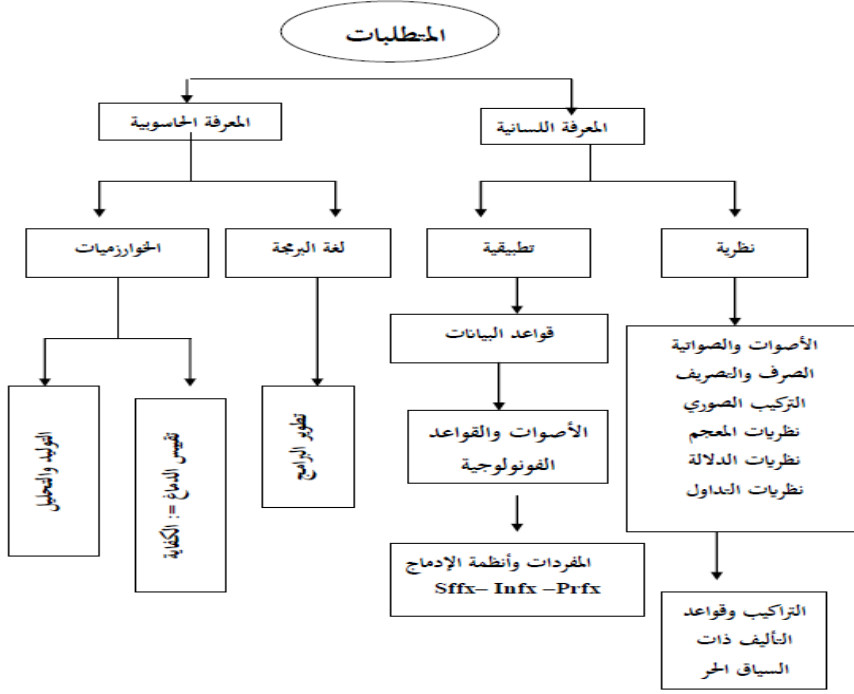 المتطلبات
المعرفة اللسانية
المعرفة الحاسوبية
نظرية
تطبيقية
لغة البرمجة
الخوارزميات
الأصوات والصواتية
الصرف والتصريف
التركيب الصوري
نظريات المعجم
نظريات الدلالة
نظريات التداول
قواعد البيانات
الأصوات والقواعد
الفونولوجية
تطوير البرامج
تقييس الدماغ =: الكفاية
التوليد والتحليل
المفردات وأنظمة الإدماج
Sffx– Infx –Prfx
التراكيب وقواعد
التأليف ذات
السياق الحر